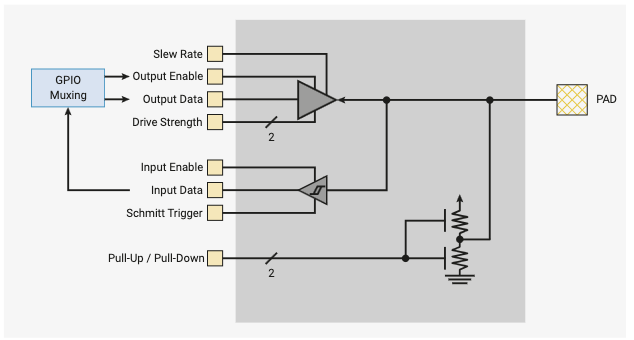 Slew Rate
Output Enable
GPIO
Muxing
Output Data
PAD
Drive Strength
2
Input Enable
Input Data
Schmitt Trigger
Pull-Up / Pull-Down
2